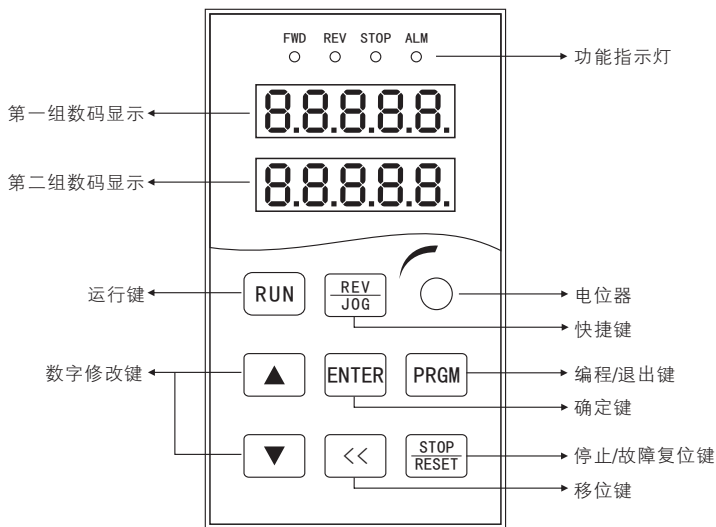 FWD REV STOP ALM
功能指示灯
第一组数码显示
8.8.8.8.8.
第二组数码显示
8.8.8.8.8.
运行键
RUN
REV
JOG
电位器
快捷键
数字修改键
▲
ENTER
PRGM
编程/退出键
确定键
▼
<<
STOP
RESET
停止/故障复位键
移位键